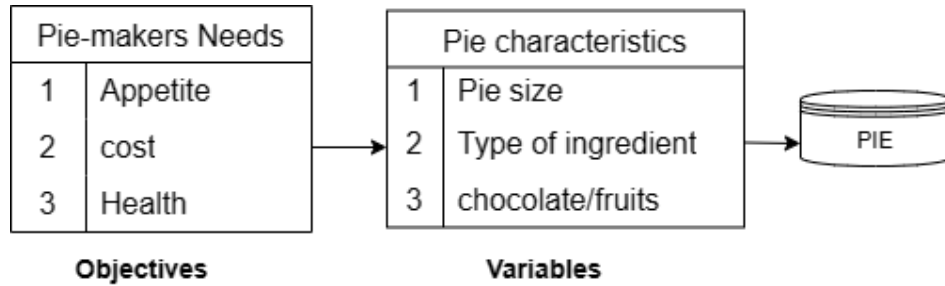 Pie-makers Needs
1 Appetite
2 cost
3 Health
Objectives
Pie characteristics
1 Pie size
2 Type of ingredient
3 chocolate/fruits
Variables
PIE